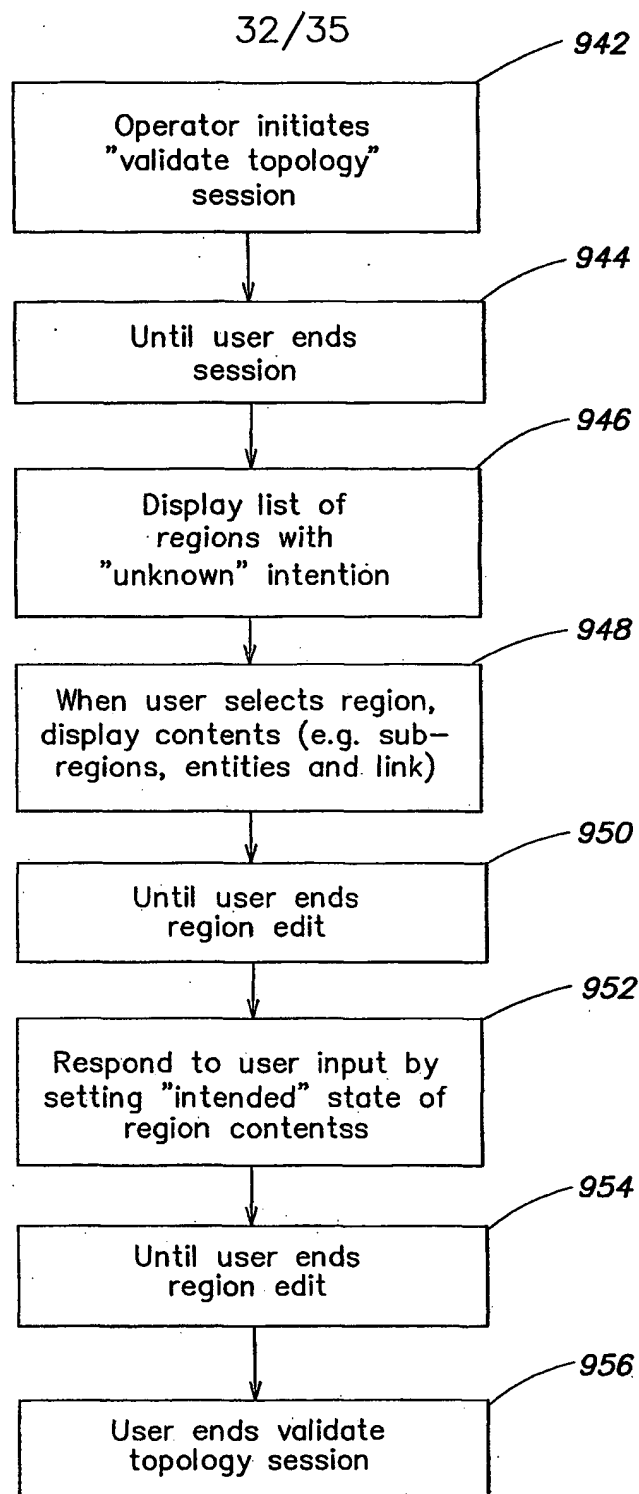 32/35
942
Operator initiates
"validate topology"
session
944
Until user ends
session
946
Display list of
regions with
"unknown" intention
948
When user selects region,
display contents (e.g. sub-
regions, entities and link)
950
Until user ends
region edit
952
Respond to user input by
setting "intended" state of
region contentss
954
Until user ends
region edit
956
User ends validate
topology session